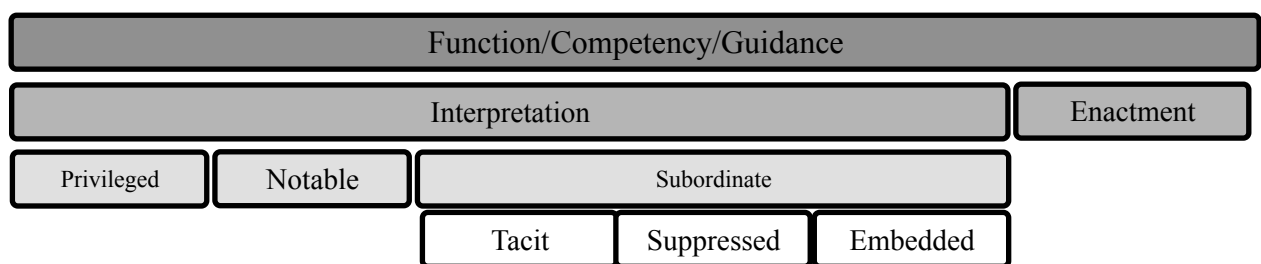 Function/Competency/Guidance
Interpretation Enactment
Privileged Notable Subordinate
Tacit Suppressed Embedded